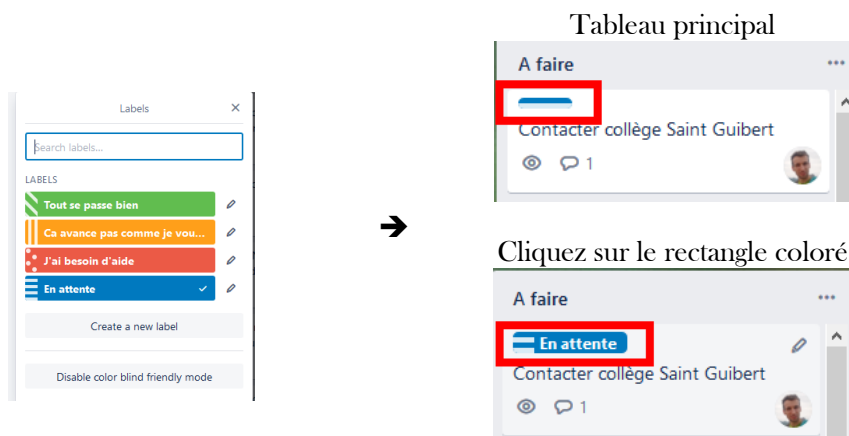 Labels
Search labels...
LABELS
Tout se passe bien
Ca avance pas comme je vou...
J'ai besoin d'aide
En attente
Create a new label
Disable color blind friendly mode
Tableau principal
A faire
Contacter collège Saint Guibert
1
Cliquez sur le rectangle coloré
A faire
En attente
Contacter collège Saint Guibert
1